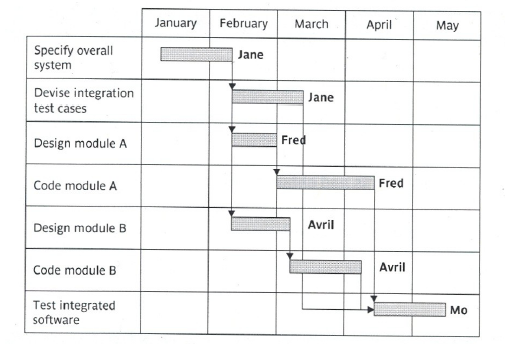 January February March April May
Specify overall
system
Jane
Devise integration
test cases
Jane
Design module A
Fred
Code module A
Fred
Design module B
Avril
Code module B
Avril
Test integrated
software
Mo